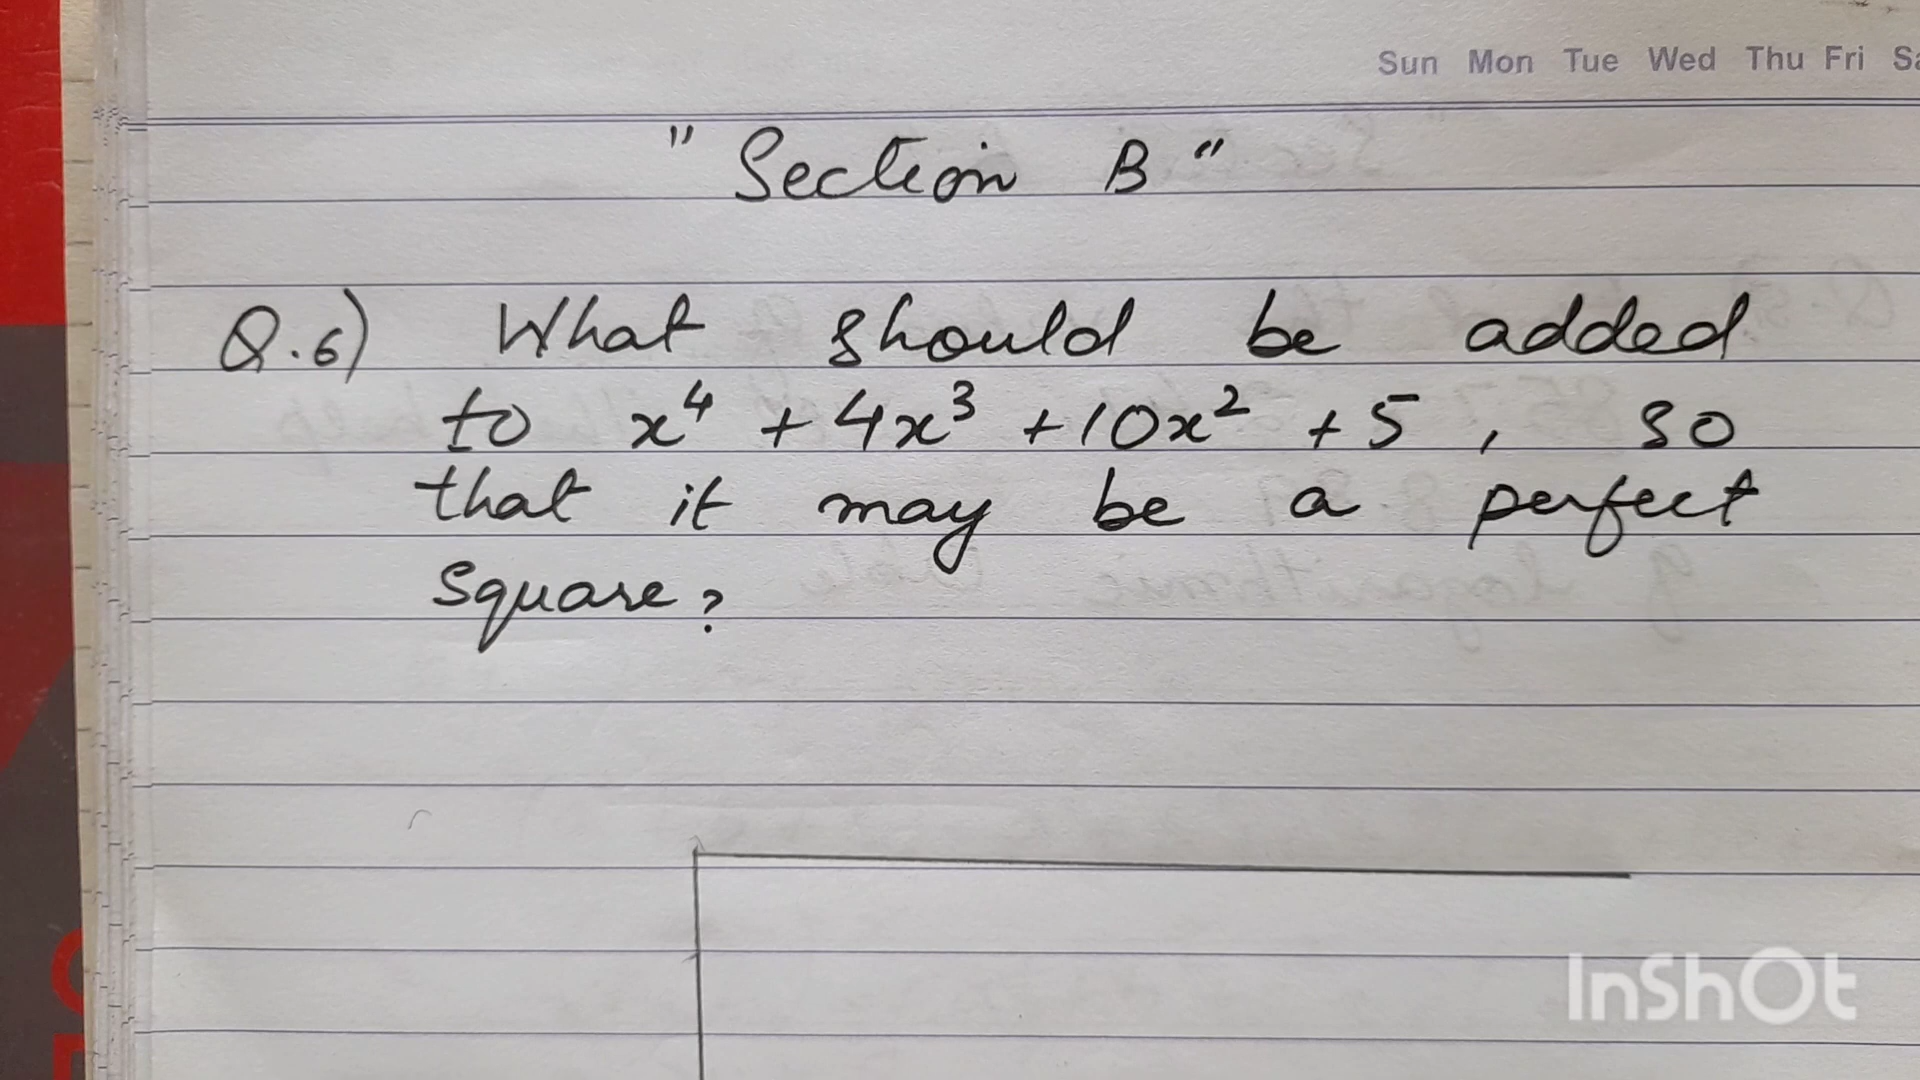 Sun Mon Tue Wed Thu Fri Sa
"Section B"
Q.6) What should be added
to x⁴ + 4x³ + 10x² + 5, so
that it may be a perfect
square?
InShOt